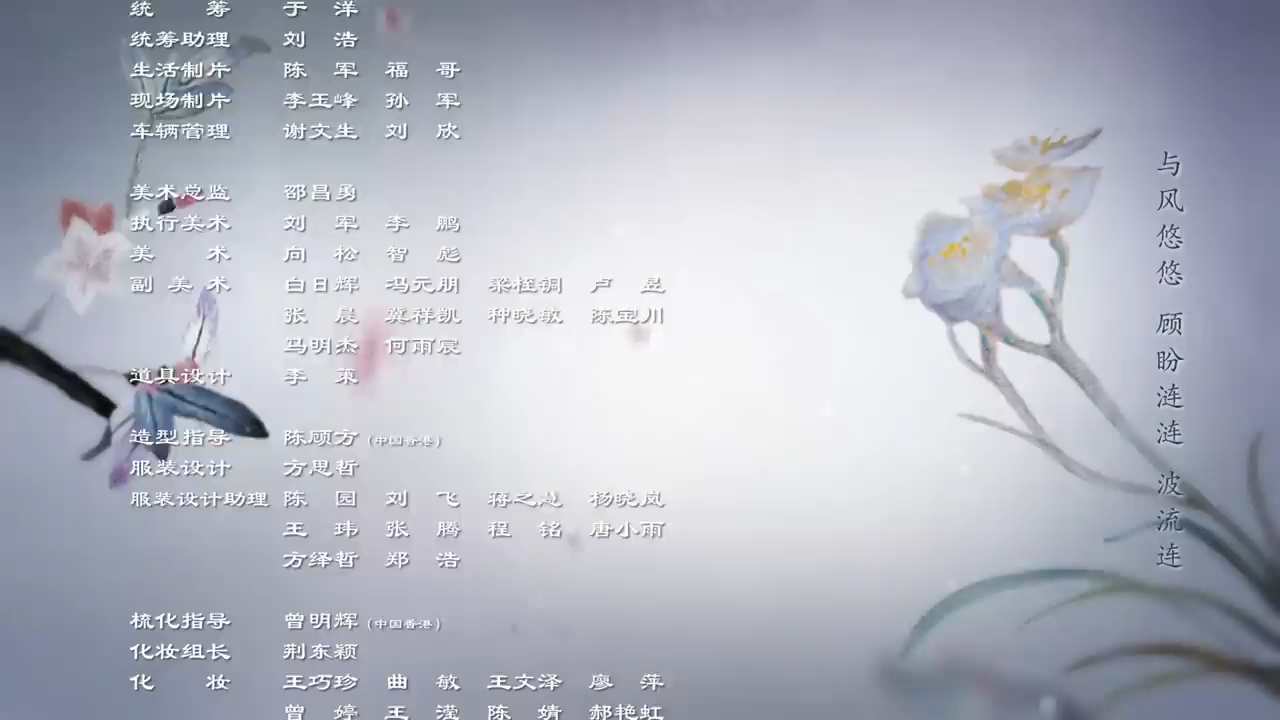 统筹 于洋
统筹助理 刘浩
生活制片 陈军 福哥
现场制片 李玉峰 孙军
车辆管理 谢文生 刘欣
美术总监 邵昌勇
执行美术 刘军 李鹏
美术 向松 智彪
副美术 白日辉 冯元朋 梁桎锏 卢昱
张晨 冀祥凯 种晓敏 陈宝川
马明杰 何雨宸
道具设计 李策
造型指导 陈顾方(中国香港)
服装设计 方思哲
服装设计助理 陈园 刘飞 蒋之慧 杨晓岚
王玮 张腾 程铭 唐小雨
方绎哲 郑浩
梳化指导 曾明辉(中国香港)
化妆组长 荆东颖
化妆 王巧珍 曲敏 王文泽 廖萍
曾婷 王滢 陈婧 郝艳虹
与风悠悠 顾盼涟涟 波流连